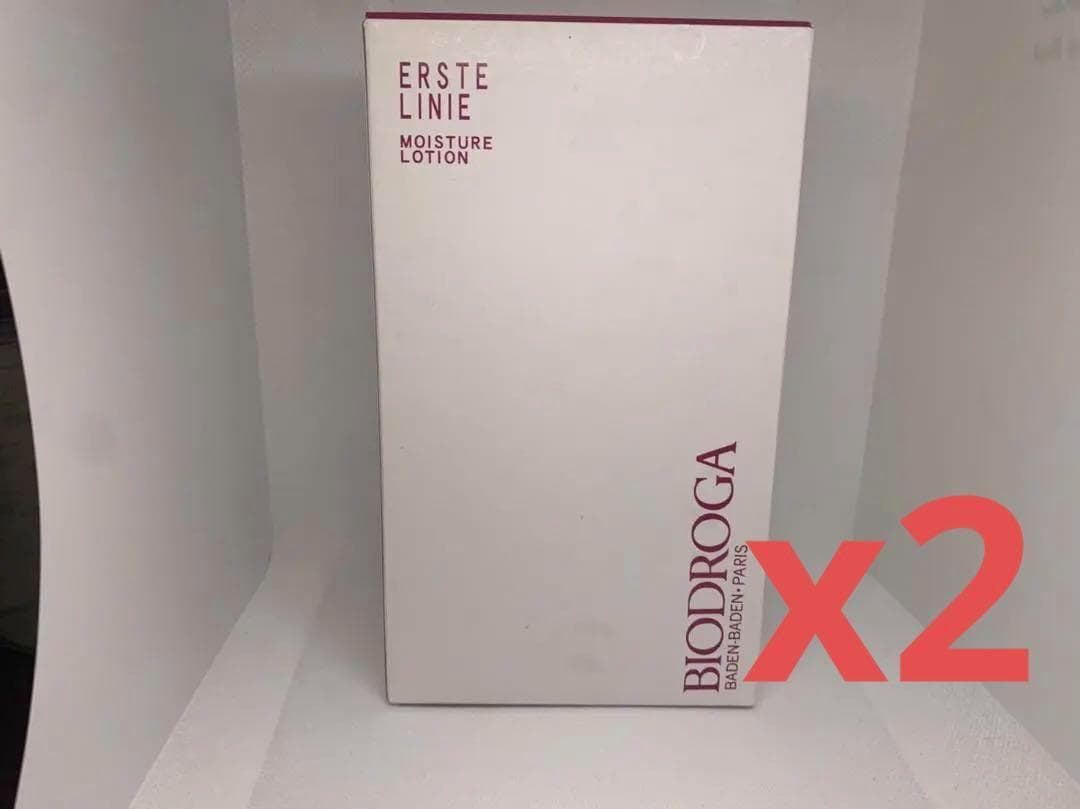 ERSTE
LINIE
MOISTURE
LOTION
BIODROGA
BADEN-BADEN • PARIS
x2